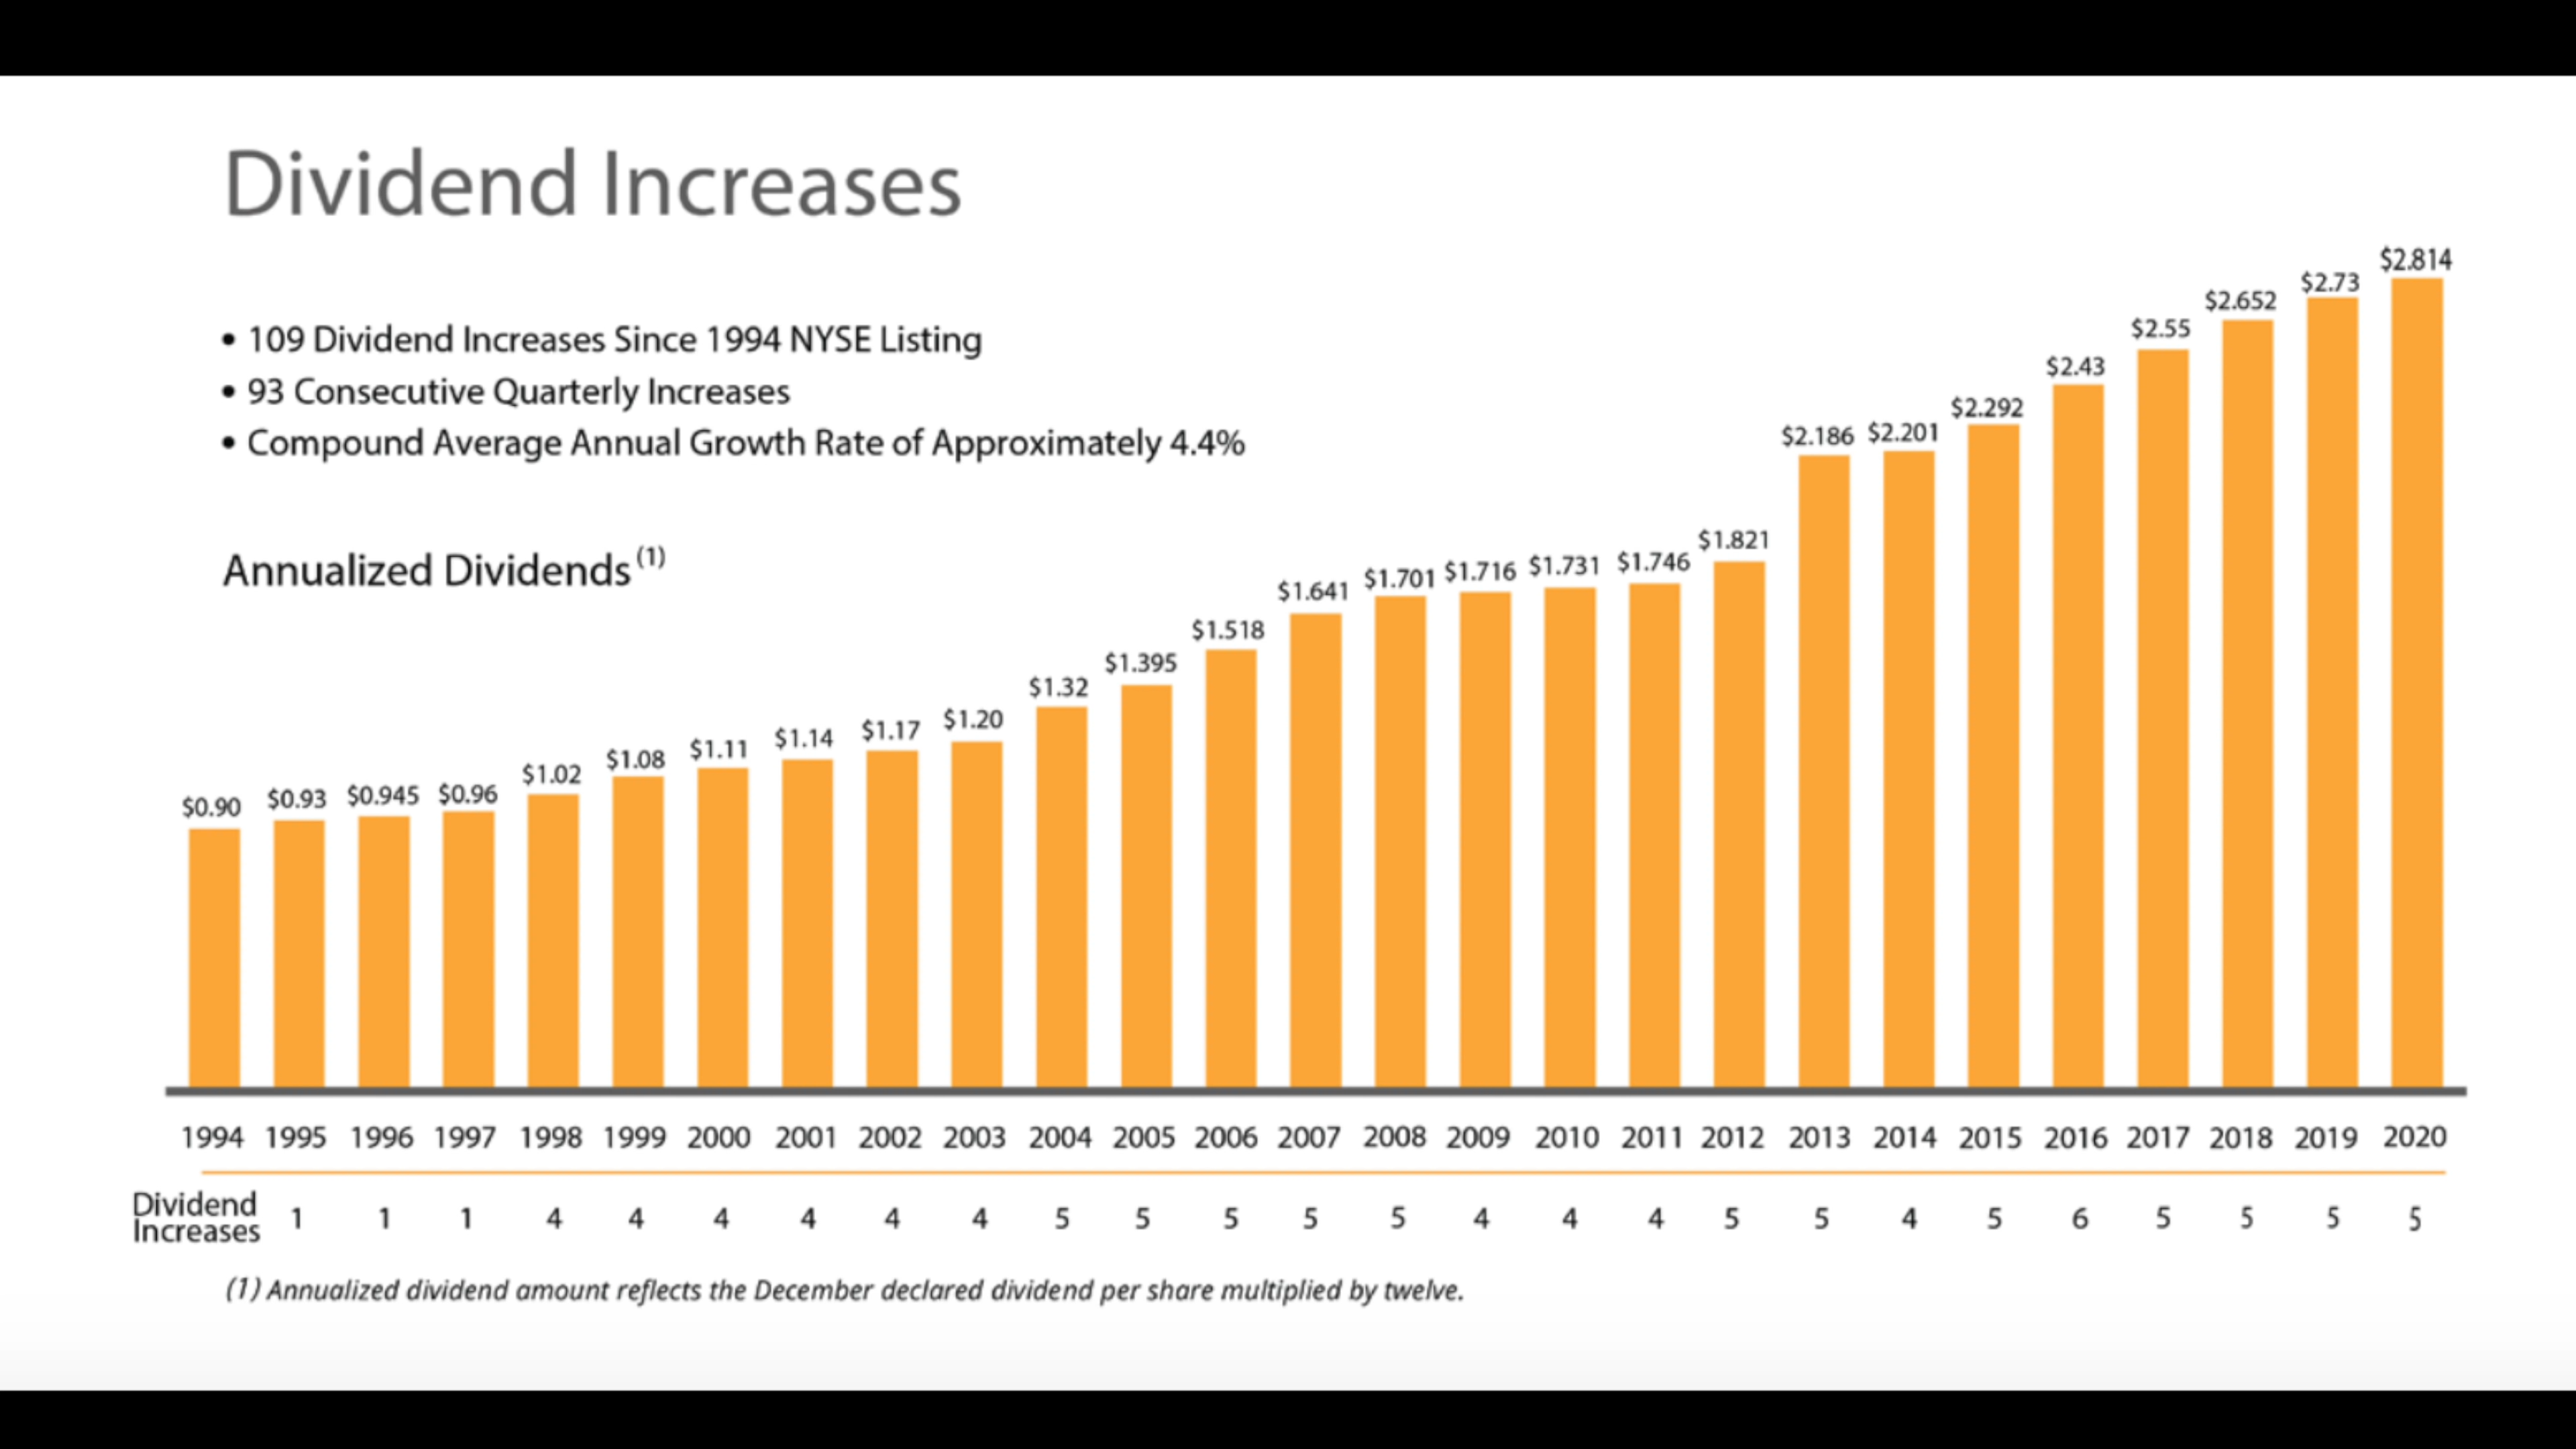 Dividend Increases
• 109 Dividend Increases Since 1994 NYSE Listing
• 93 Consecutive Quarterly Increases
• Compound Average Annual Growth Rate of Approximately 4.4%
Annualized Dividends (1)
$0.90 $0.93 $0.945 $0.96 $1.02 $1.08 $1.11 $1.14 $1.17 $1.20 $1.32 $1.395 $1.518 $1.641 $1.701 $1.716 $1.731 $1.746 $1.821 $2.186 $2.201 $2.292 $2.43 $2.55 $2.652 $2.73 $2.814
1994 1995 1996 1997 1998 1999 2000 2001 2002 2003 2004 2005 2006 2007 2008 2009 2010 2011 2012 2013 2014 2015 2016 2017 2018 2019 2020
Dividend
Increases 1 1 1 4 4 4 4 4 4 5 5 5 5 5 4 4 4 5 5 4 5 6 5 5 5 5
(1) Annualized dividend amount reflects the December declared dividend per share multiplied by twelve.